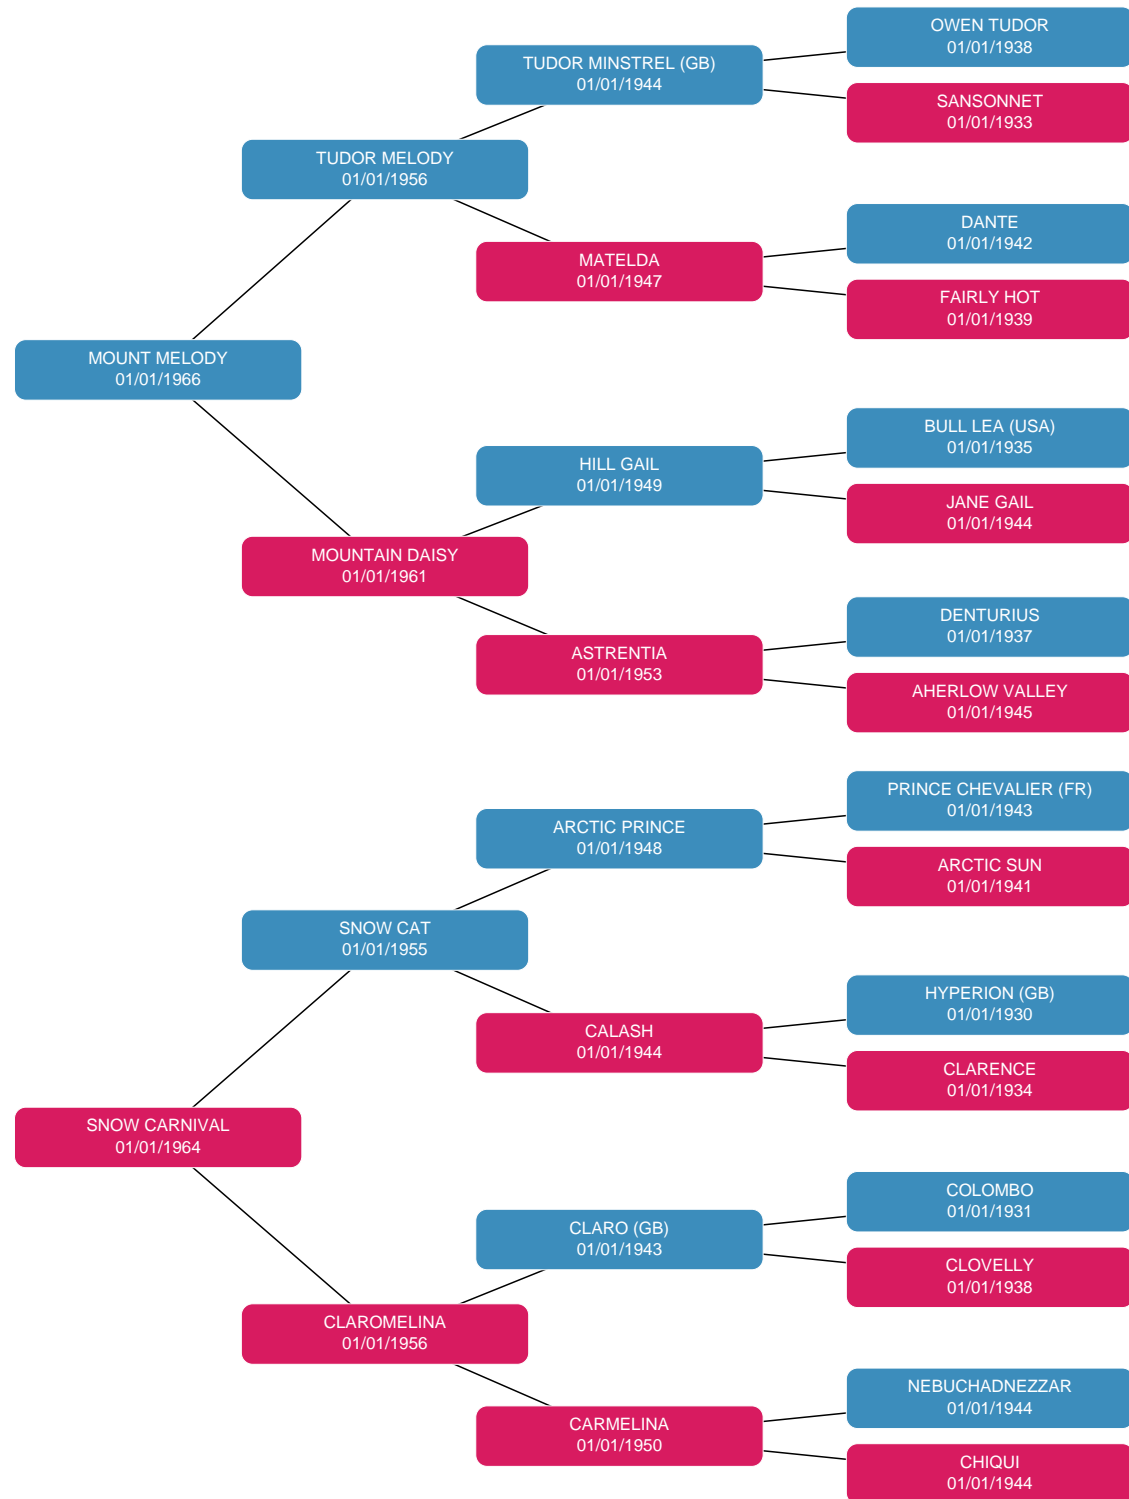 OWEN TUDOR
01/01/1938
TUDOR MINSTREL (GB)
01/01/1944
SANSONNET
01/01/1933
TUDOR MELODY
01/01/1956
DANTE
01/01/1942
MATELDA
01/01/1947
FAIRLY HOT
01/01/1939
MOUNT MELODY
01/01/1966
BULL LEA (USA)
01/01/1935
HILL GAIL
01/01/1949
JANE GAIL
01/01/1944
MOUNTAIN DAISY
01/01/1961
DENTURIUS
01/01/1937
ASTRENTIA
01/01/1953
AHERLOW VALLEY
01/01/1945
PRINCE CHEVALIER (FR)
01/01/1943
ARCTIC PRINCE
01/01/1948
ARCTIC SUN
01/01/1941
SNOW CAT
01/01/1955
HYPERION (GB)
01/01/1930
CALASH
01/01/1944
CLARENCE
01/01/1934
SNOW CARNIVAL
01/01/1964
COLOMBO
01/01/1931
CLARO (GB)
01/01/1943
CLOVELLY
01/01/1938
CLAROMELINA
01/01/1956
NEBUCHADNEZZAR
01/01/1944
CARMELINA
01/01/1950
CHIQUI
01/01/1944